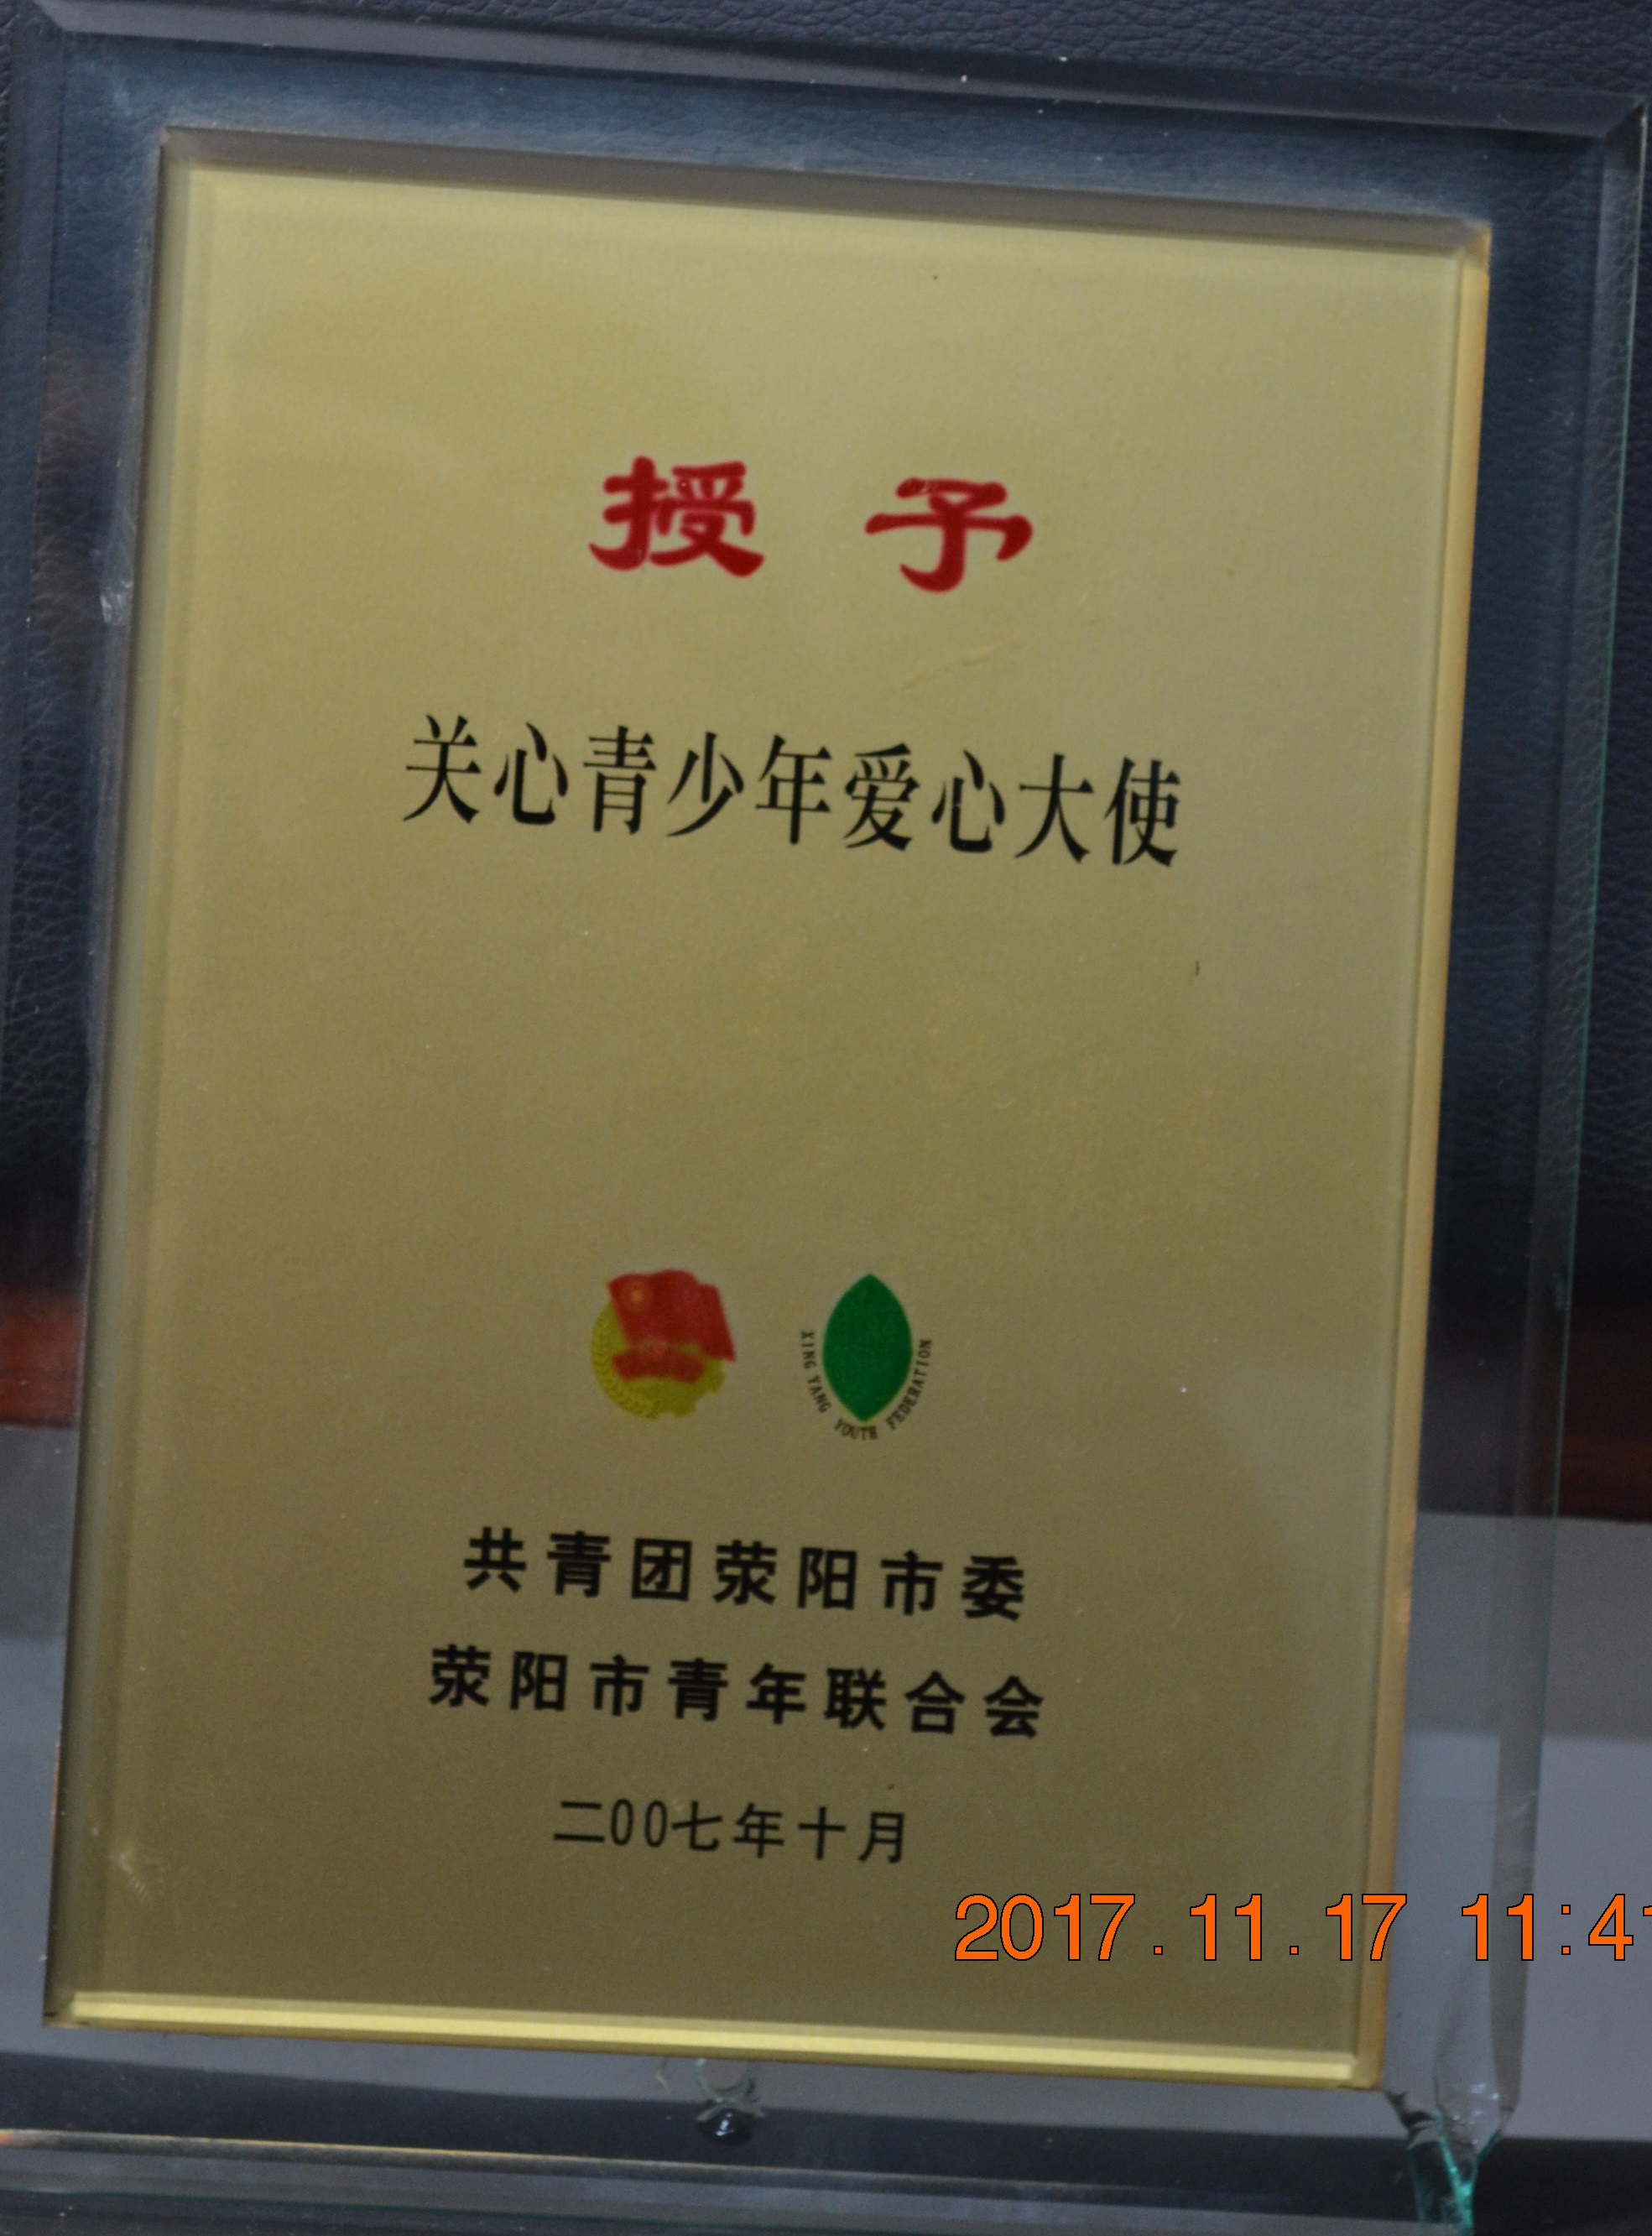 授予
关心青少年爱心大使
XING YANG YOUTH FEDERATION
共青团荥阳市委
荥阳市青年联合会
二00七年十月
2017.11.17 11:41